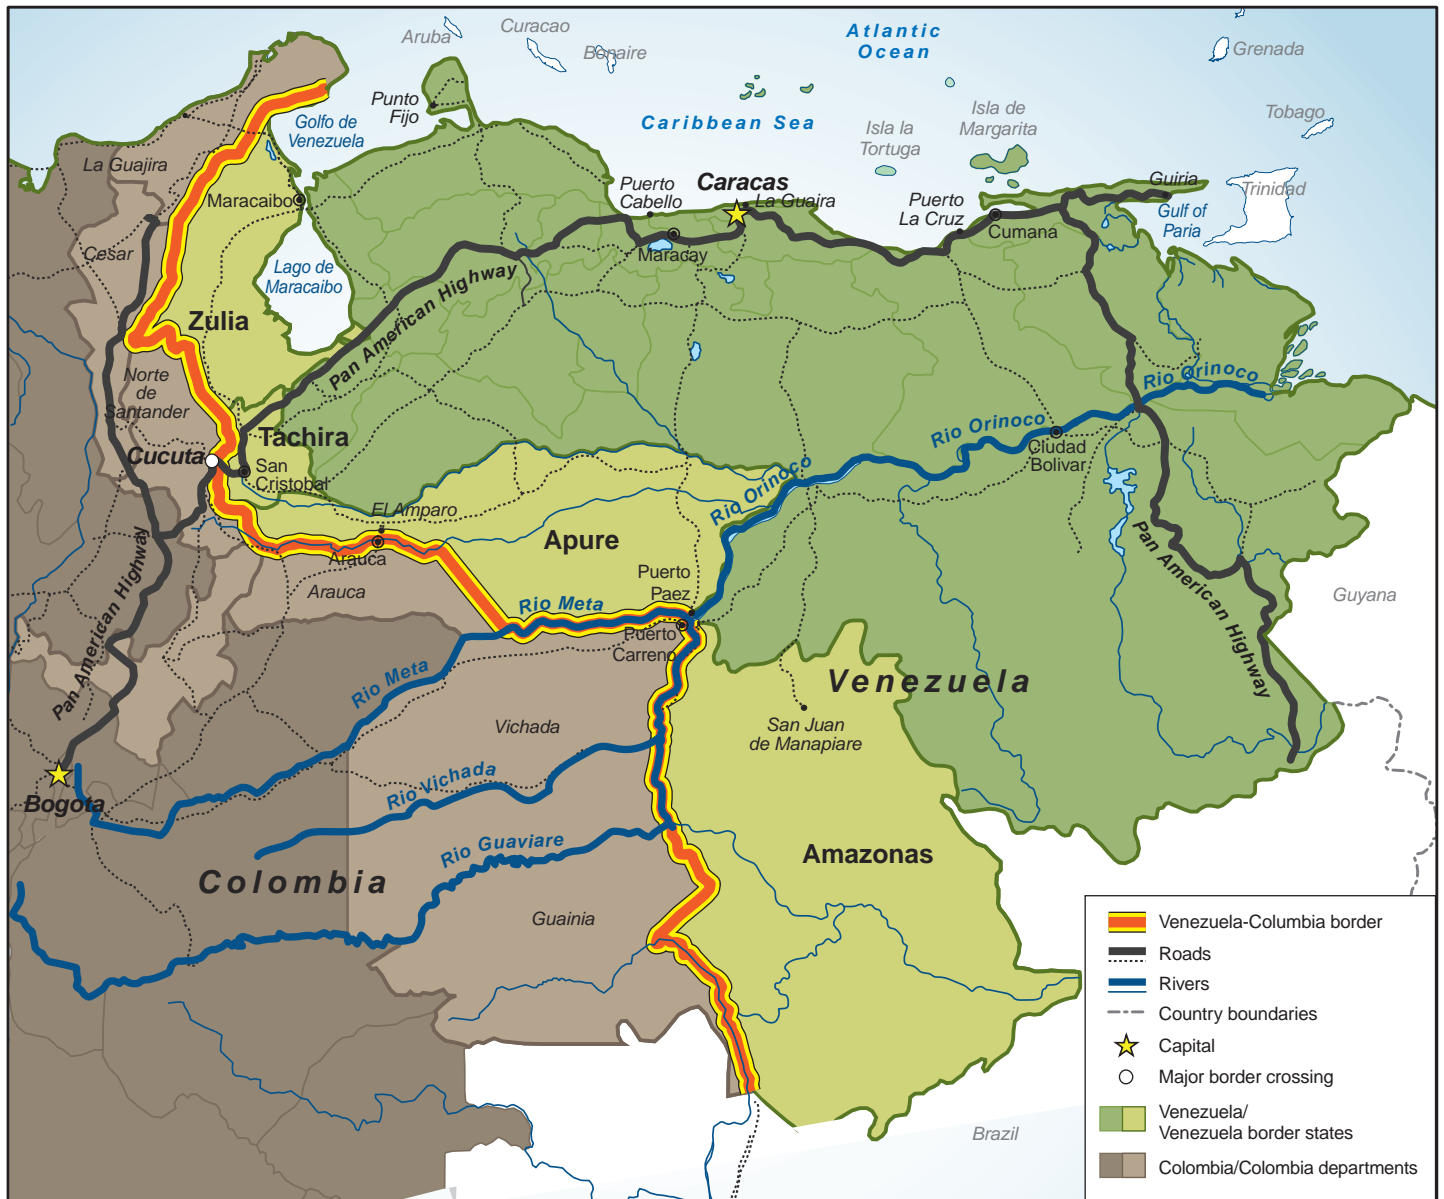 Atlantic
Ocean
Curacao
Aruba
Bonaire
Grenada
Punto
Fijo
Isla de
Margarita
Tobago
Golfo de
Venezuela
Caribbean Sea
Isla la
Tortuga
La Guajira
Puerto
Cabello
Caracas
La Guaira
Guiria
Trinidad
Maracaibo
Puerto
La Cruz
Cumana
Gulf of
Paria
Cesar
Maracay
Lago de
Maracaibo
Pan American Highway
Zulia
Norte
de
Santander
Rio Orinoco
Rio Orinoco
Tachira
Ciudad
Bolivar
Cucuta
San
Cristobal
Rio Orinoco
El Amparo
Apure
Arauca
Pan American Highway
Puerto
Paez
Arauca
Rio Meta
Guyana
Pan American Highway
Puerto
Carreno
Rio Meta
Venezuela
Vichada
San Juan
de Manapiare
Rio Vichada
Bogota
Rio Guaviare
Amazonas
Colombia
Guainia
Venezuela-Columbia border
Roads
Rivers
Country boundaries
Capital
Major border crossing
Venezuela/
Venezuela border states
Colombia/Colombia departments
Brazil